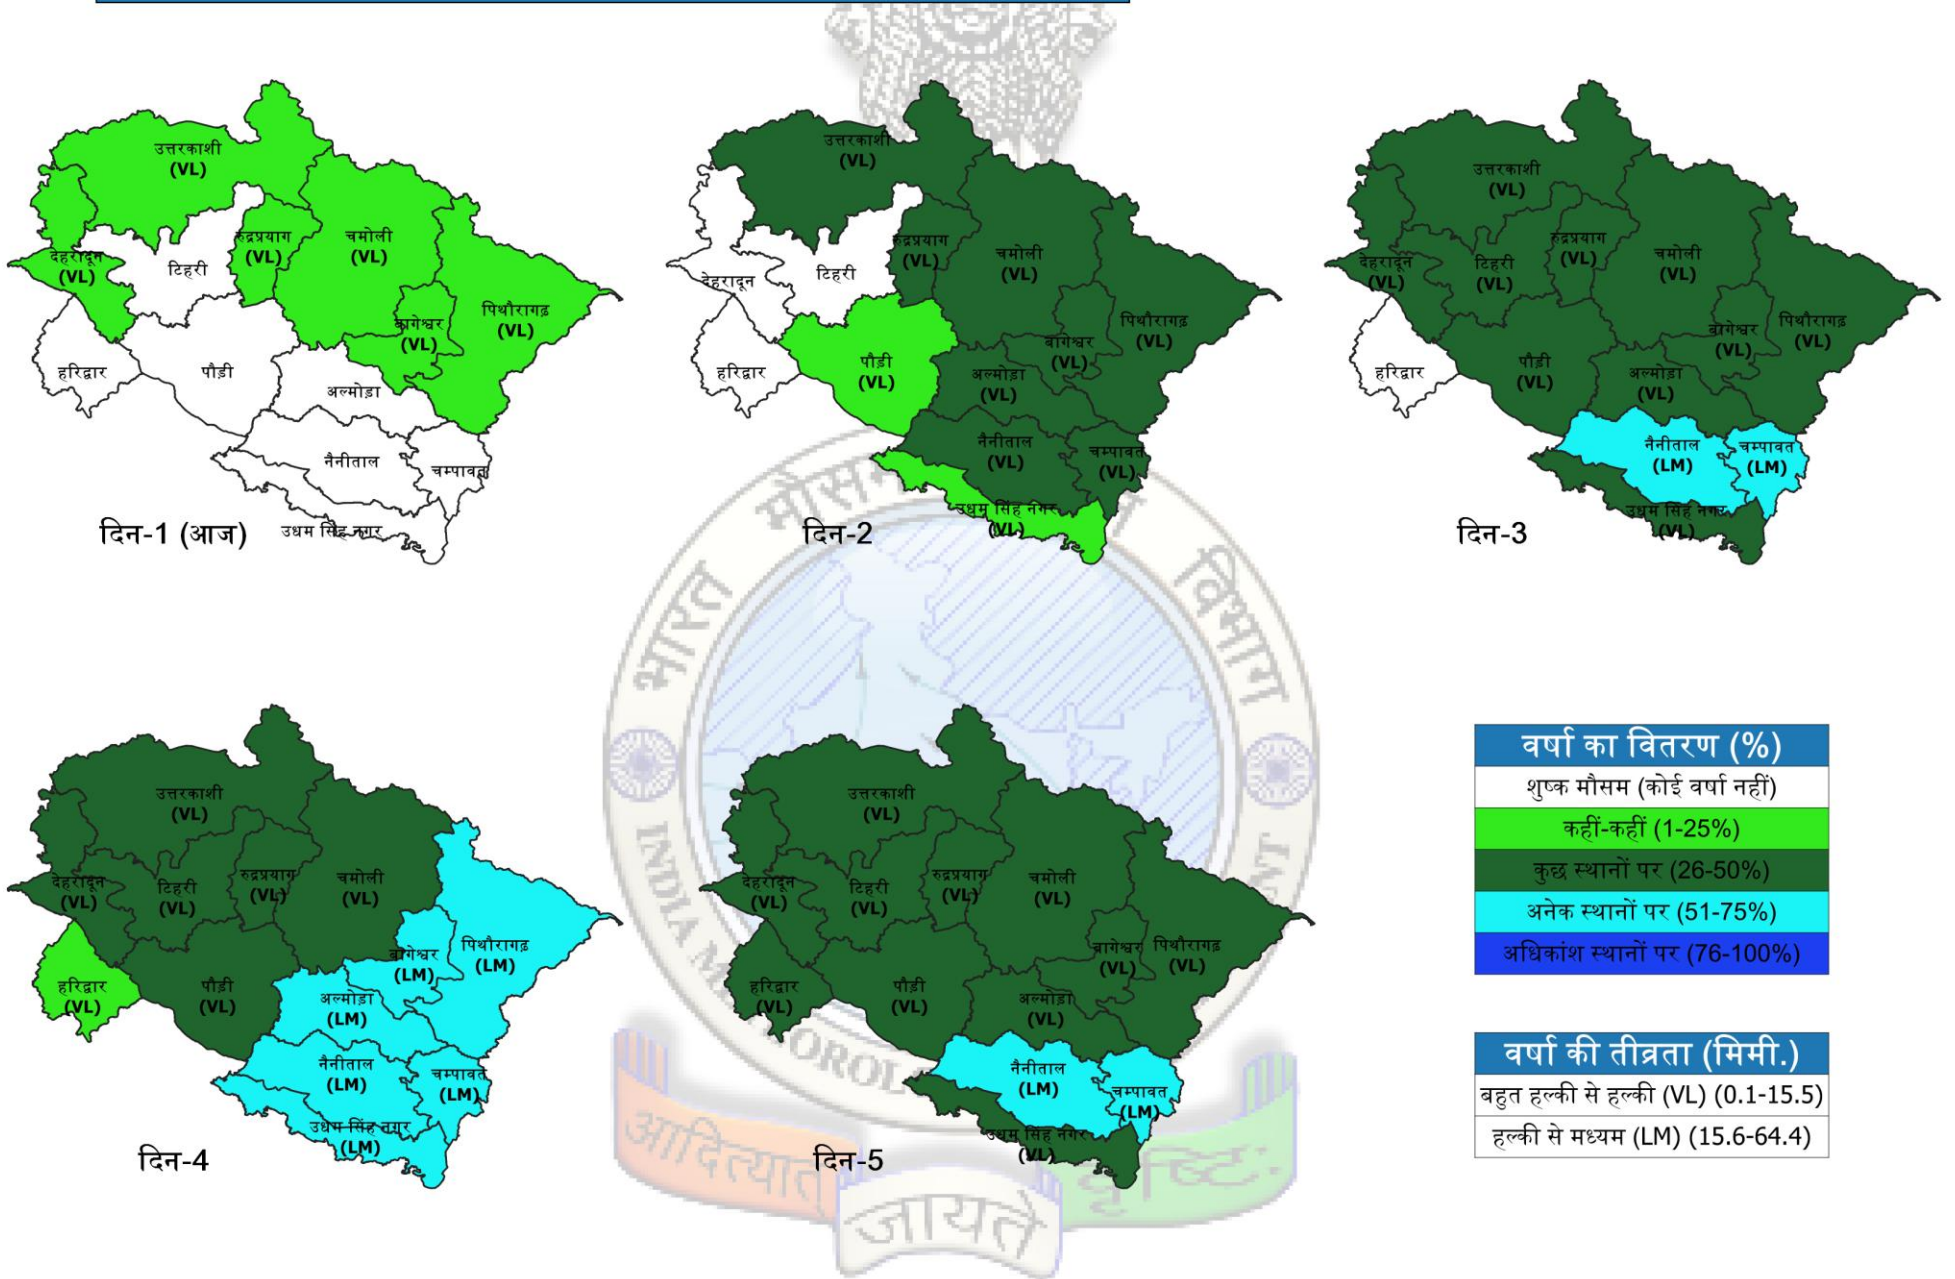 उत्तरकाशी
(VL)
रुद्रप्रयाग
(VL)
चमोली
(VL)
देहरादून
(VL)
टिहरी
पिथौरागढ़
(VL)
बागेश्वर
(VL)
हरिद्वार
पौड़ी
अल्मोड़ा
नैनीताल
चम्पावत
उधम सिंह नगर
दिन-1 (आज)
उत्तरकाशी
(VL)
रुद्रप्रयाग
(VL)
चमोली
(VL)
देहरादून
टिहरी
पिथौरागढ़
(VL)
बागेश्वर
(VL)
हरिद्वार
पौड़ी
(VL)
अल्मोड़ा
(VL)
नैनीताल
(VL)
चम्पावत
(VL)
उधम सिंह नगर
(VL)
दिन-2
उत्तरकाशी
(VL)
रुद्रप्रयाग
(VL)
चमोली
(VL)
देहरादून
(VL)
टिहरी
(VL)
पिथौरागढ़
(VL)
बागेश्वर
(VL)
हरिद्वार
पौड़ी
(VL)
अल्मोड़ा
(VL)
नैनीताल
(LM)
चम्पावत
(LM)
उधम सिंह नगर
(VL)
दिन-3
भारत मौसम विभाग
INDIA
आदित्यात्
जायते
वृष्टिः
उत्तरकाशी
(VL)
देहरादून
(VL)
टिहरी
(VL)
रुद्रप्रयाग
(VL)
चमोली
(VL)
बागेश्वर
(LM)
पिथौरागढ़
(LM)
हरिद्वार
(VL)
पौड़ी
(VL)
अल्मोड़ा
(LM)
नैनीताल
(LM)
चम्पावत
(LM)
उधम सिंह नगर
(LM)
दिन-4
उत्तरकाशी
(VL)
देहरादून
(VL)
टिहरी
(VL)
रुद्रप्रयाग
(VL)
चमोली
(VL)
बागेश्वर
(VL)
पिथौरागढ़
(VL)
हरिद्वार
(VL)
पौड़ी
(VL)
अल्मोड़ा
(VL)
नैनीताल
(LM)
चम्पावत
(LM)
उधम सिंह नगर
(VL)
दिन-5
वर्षा का वितरण (%)
शुष्क मौसम (कोई वर्षा नहीं)
कहीं-कहीं (1-25%)
कुछ स्थानों पर (26-50%)
अनेक स्थानों पर (51-75%)
अधिकांश स्थानों पर (76-100%)
वर्षा की तीव्रता (मिमी.)
बहुत हल्की से हल्की (VL) (0.1-15.5)
हल्की से मध्यम (LM) (15.6-64.4)